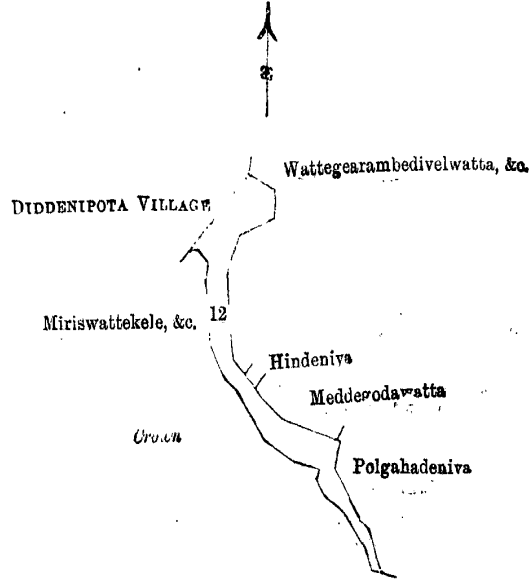 Wattegearambedivelwatta, &c.
DIDDENIPOTA VILLAGE
12
Miriswattekele, &c.
Hindeniya
Meddegodawatta
Crown
Polgahadeniya